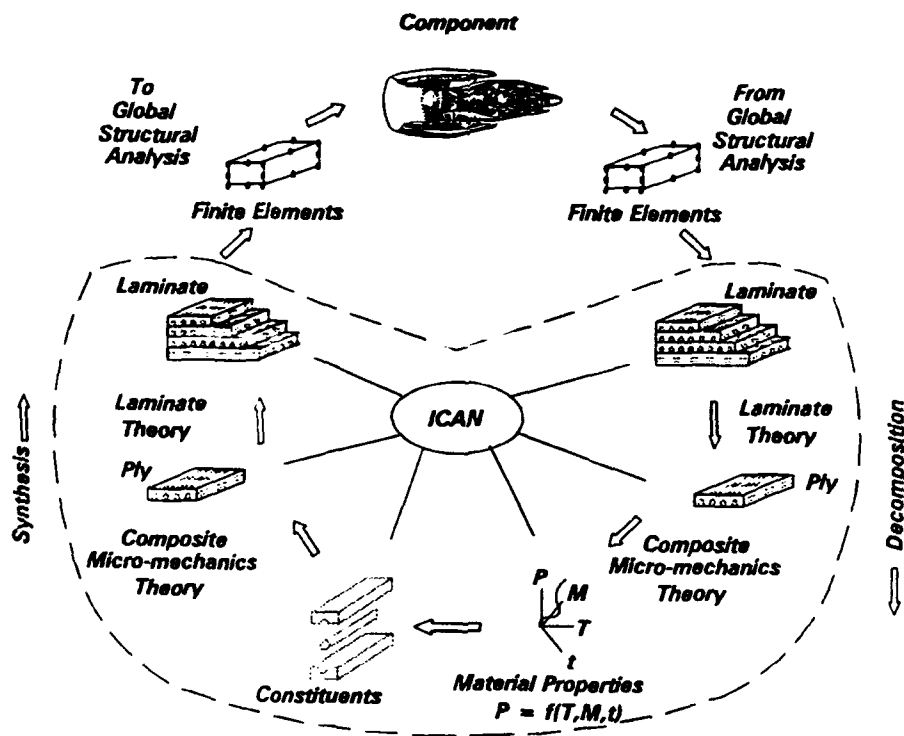 Component
To
Global
Structural
Analysis
From
Global
Structural
Analysis
Finite Elements
Finite Elements
Laminate
Laminate
ICAN
Laminate
Theory
Laminate
Theory
Ply
Ply
Synthesis
Decomposition
Composite
Micro-mechanics
Theory
Composite
Micro-mechanics
Theory
P
M
T
t
Constituents
Material Properties
P = f(T,M,t)